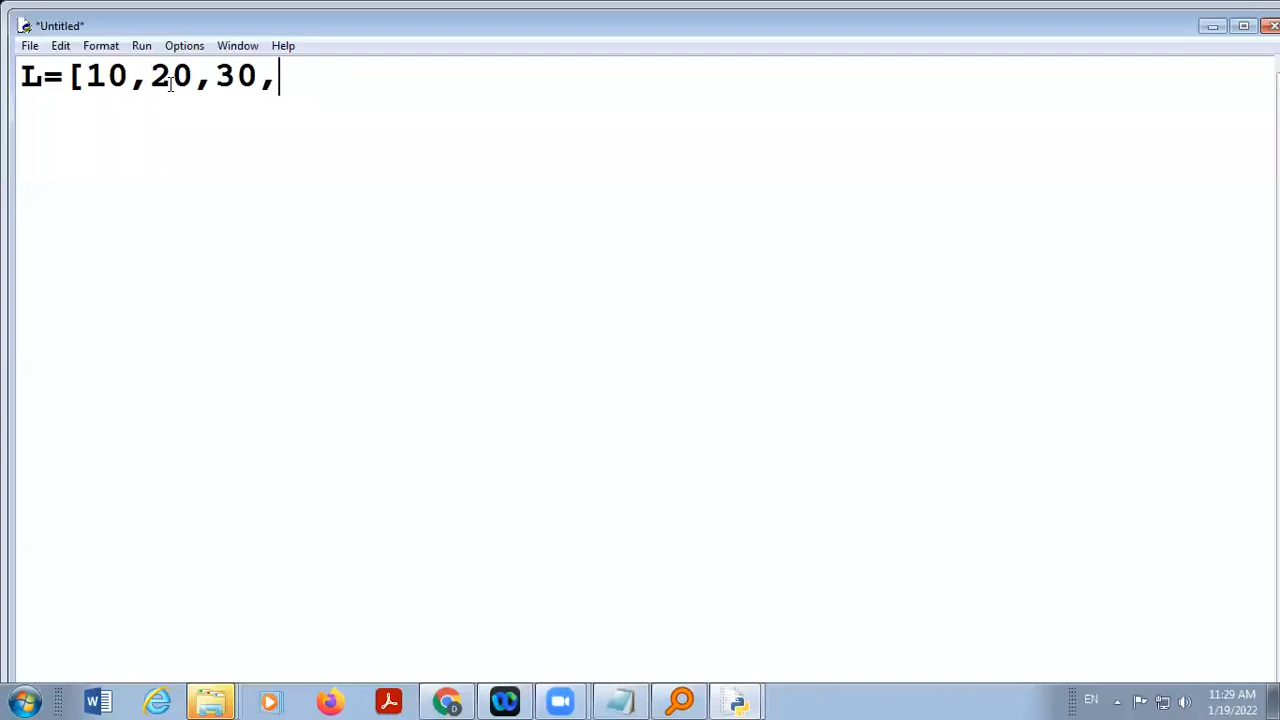 *Untitled*
File Edit Format Run Options Window Help
L=[10,20,30,
EN
11:29 AM
1/19/2022